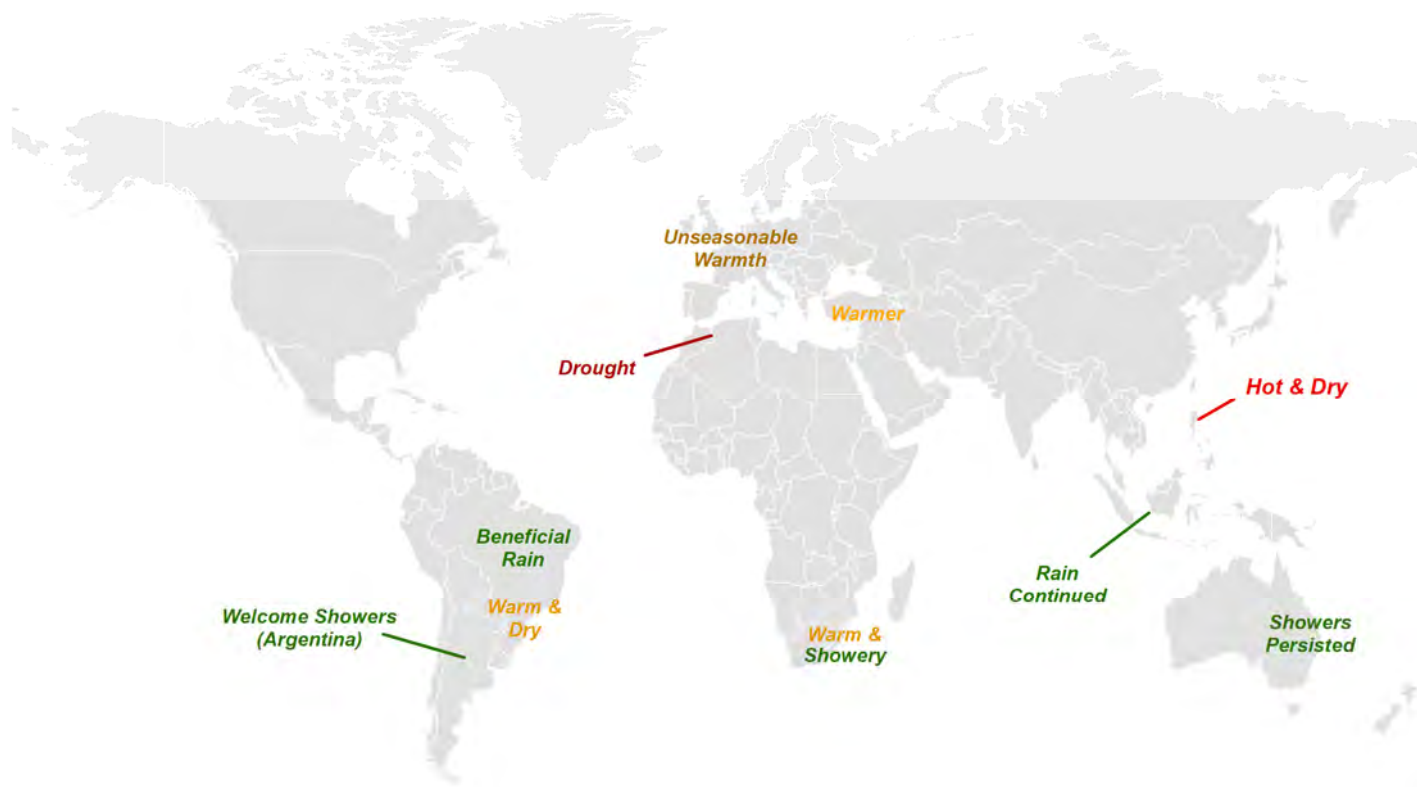 Unseasonable
Warmth
Warmer
Drought
Hot & Dry
Beneficial
Rain
Warm &
Dry
Welcome Showers
(Argentina)
Warm &
Showery
Rain
Continued
Showers
Persisted